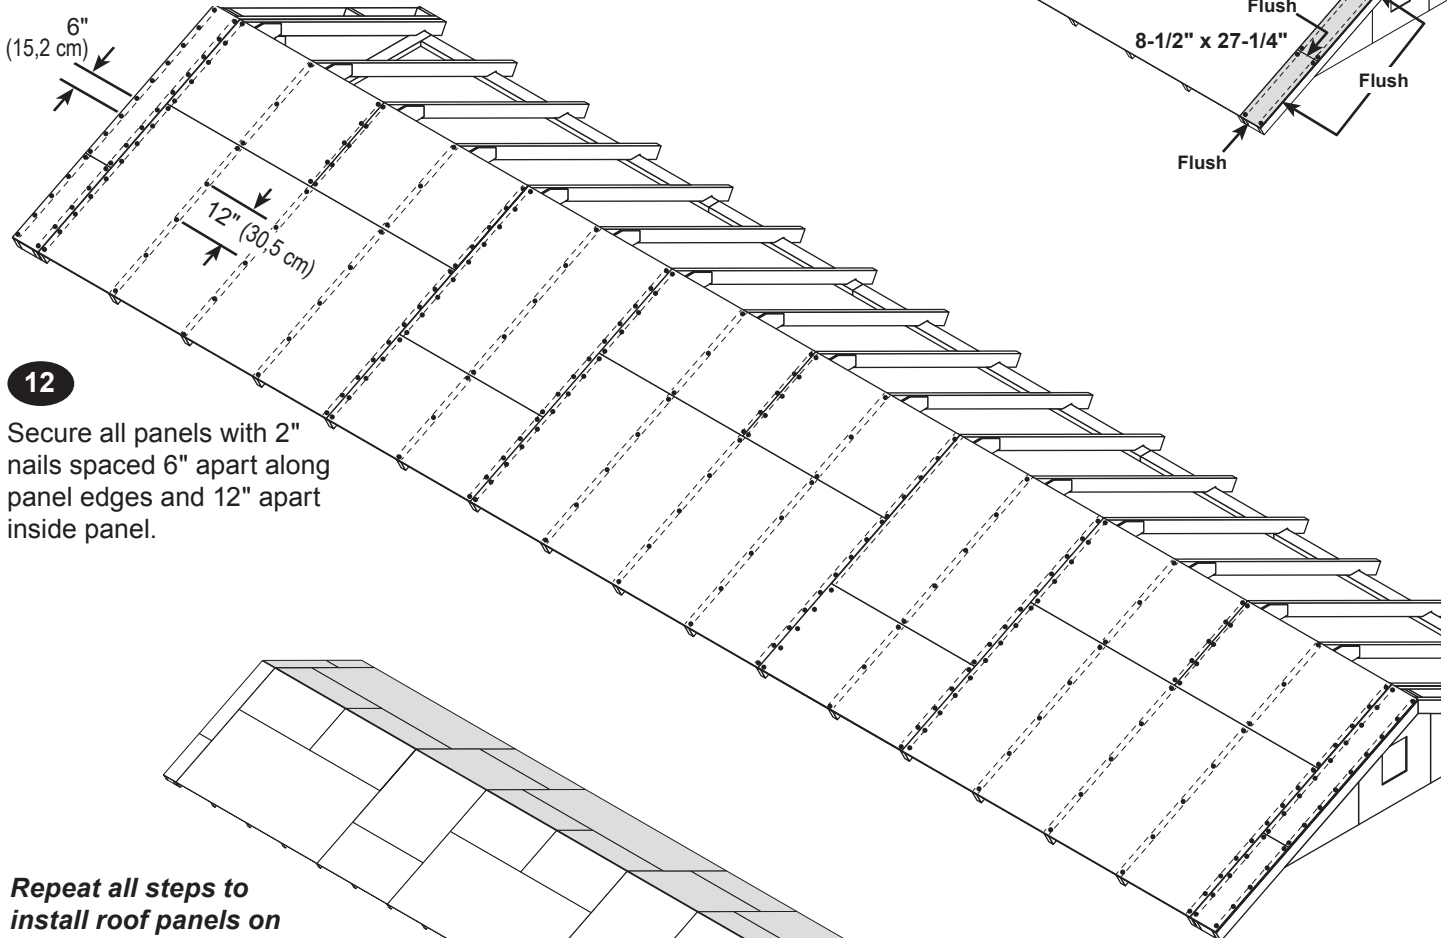 6"
(15,2 cm)
Flush
8-1/2" x 27-1/4"
Flush
Flush
12" (30,5 cm)
12
Secure all panels with 2"
nails spaced 6" apart along
panel edges and 12" apart
inside panel.
Repeat all steps to
install roof panels on